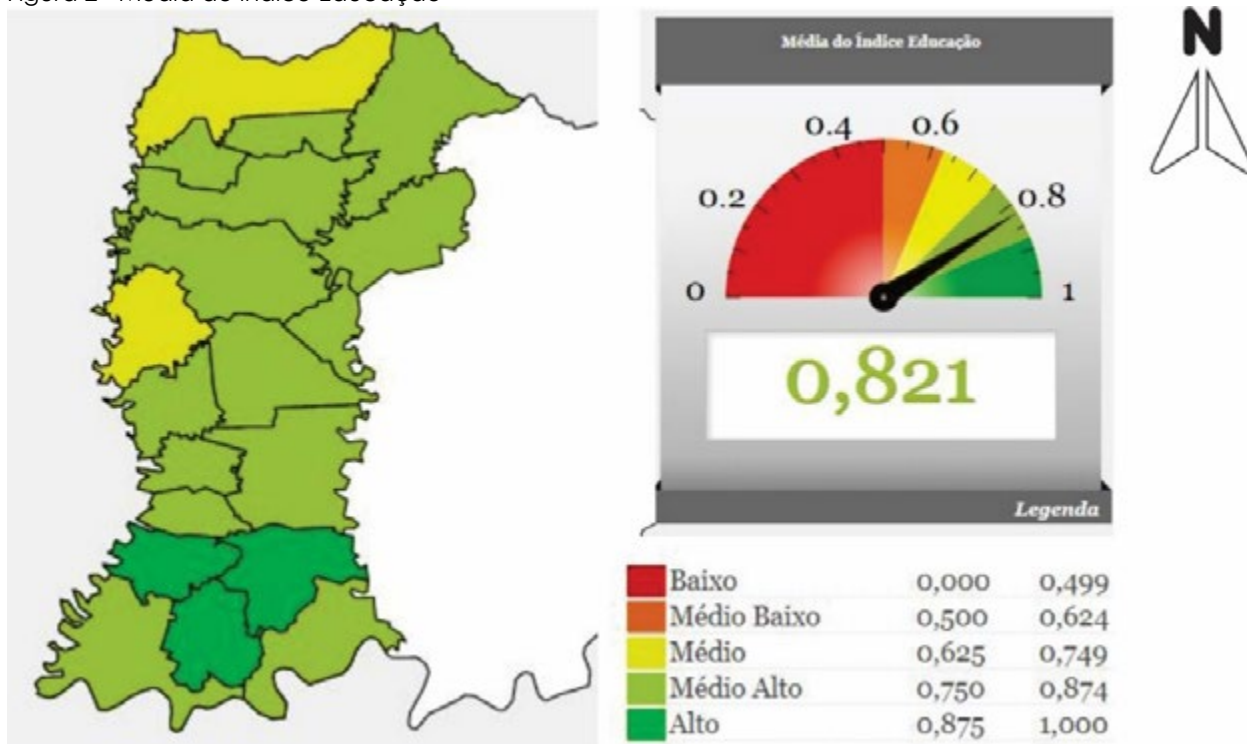 Média do Índice Educação
N
0
0.2
0.4
0.6
0.8
1
0,821
Legenda
Baixo 0,000 0,499
Médio Baixo 0,500 0,624
Médio 0,625 0,749
Médio Alto 0,750 0,874
Alto 0,875 1,000